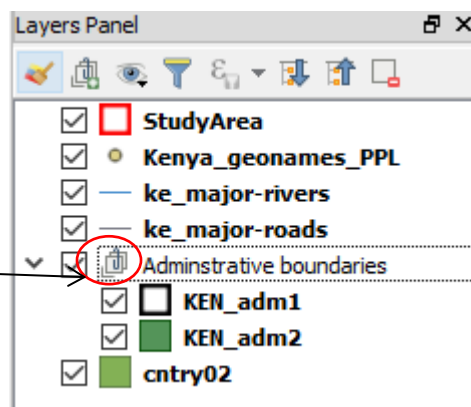 Layers Panel
StudyArea
Kenya_geonames_PPL
ke_major-rivers
ke_major-roads
Adminstrative boundaries
KEN_adm1
KEN_adm2
cntry02